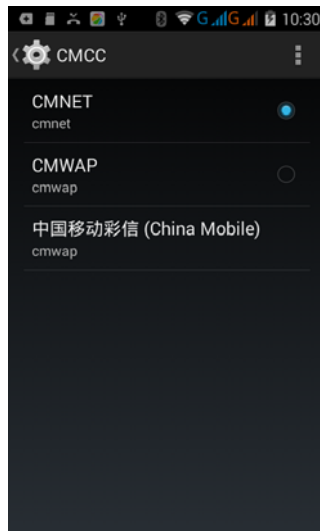 G G 10:30
CMCC
CMNET
cmnet
CMWAP
cmwap
中国移动彩信 (China Mobile)
cmwap